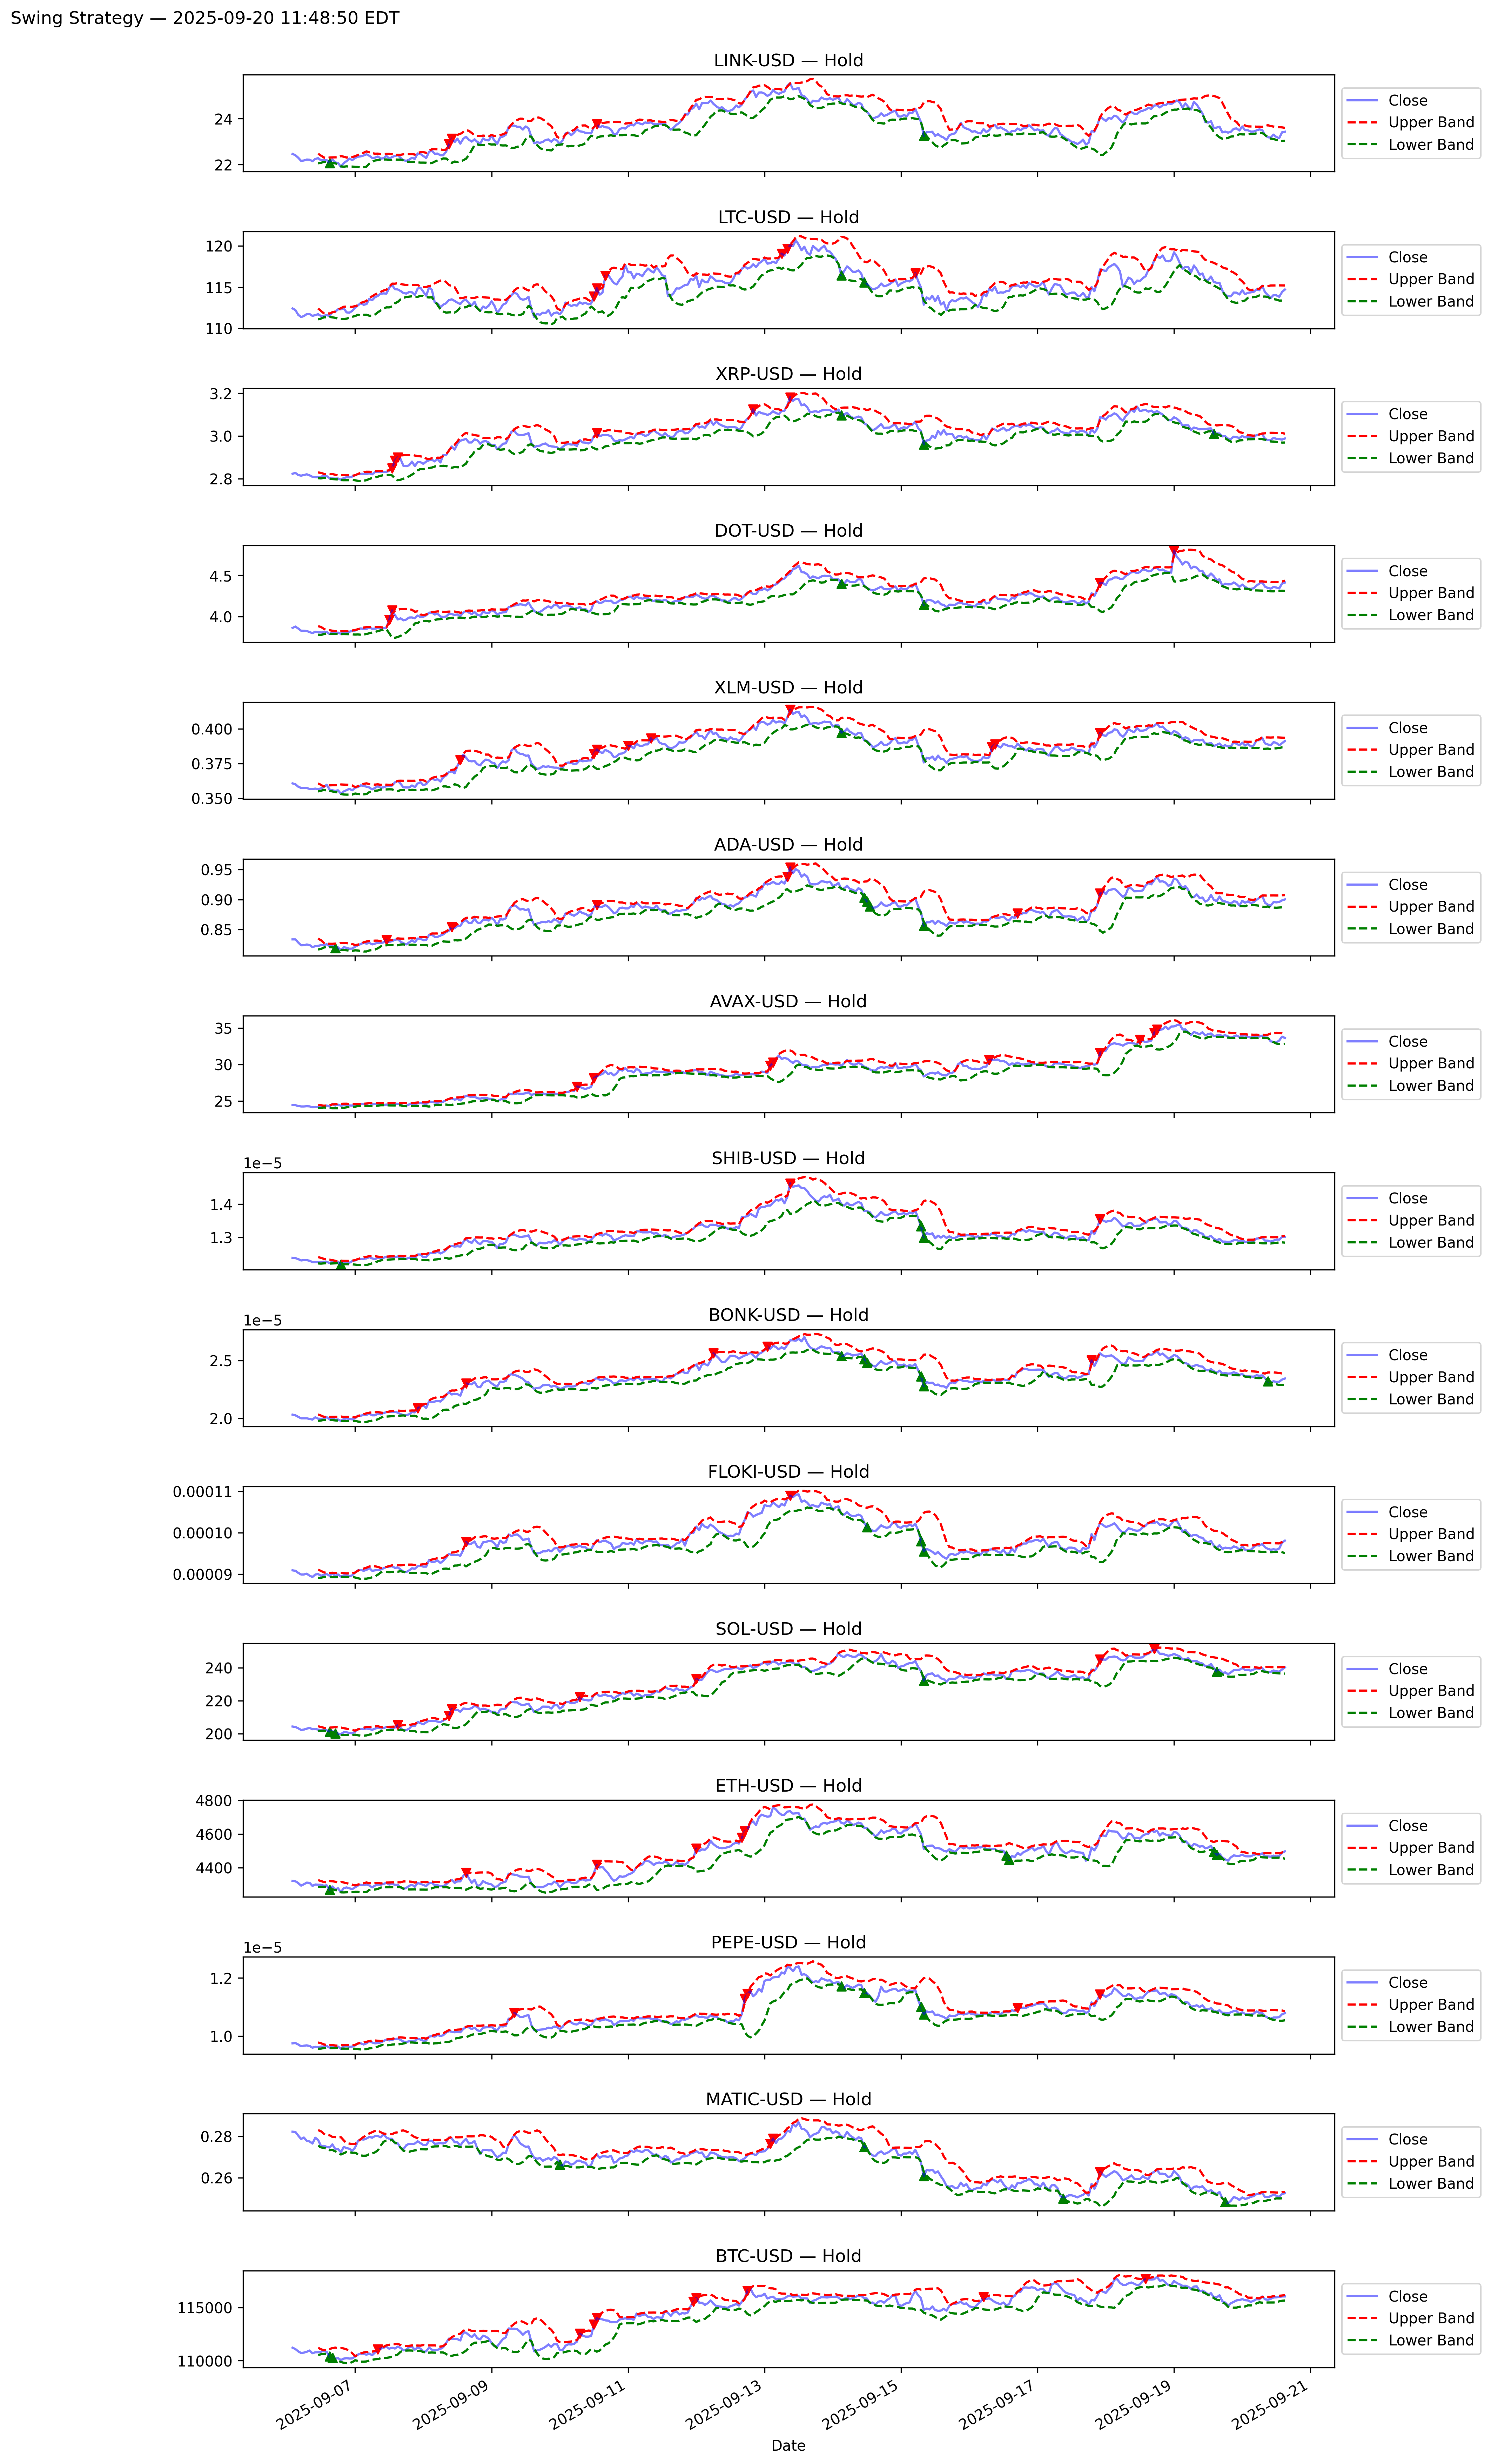 Swing Strategy — 2025-09-20 11:48:50 EDT
LINK-USD — Hold
24
22
Close
Upper Band
Lower Band
LTC-USD — Hold
120
115
110
Close
Upper Band
Lower Band
XRP-USD — Hold
3.2
3.0
2.8
Close
Upper Band
Lower Band
DOT-USD — Hold
4.5
4.0
Close
Upper Band
Lower Band
XLM-USD — Hold
0.400
0.375
0.350
Close
Upper Band
Lower Band
ADA-USD — Hold
0.95
0.90
0.85
Close
Upper Band
Lower Band
AVAX-USD — Hold
35
30
25
Close
Upper Band
Lower Band
SHIB-USD — Hold
1e−5
1.4
1.3
Close
Upper Band
Lower Band
BONK-USD — Hold
1e−5
2.5
2.0
Close
Upper Band
Lower Band
FLOKI-USD — Hold
0.00011
0.00010
0.00009
Close
Upper Band
Lower Band
SOL-USD — Hold
240
220
200
Close
Upper Band
Lower Band
ETH-USD — Hold
4800
4600
4400
Close
Upper Band
Lower Band
PEPE-USD — Hold
1e−5
1.2
1.0
Close
Upper Band
Lower Band
MATIC-USD — Hold
0.28
0.26
Close
Upper Band
Lower Band
BTC-USD — Hold
115000
110000
Close
Upper Band
Lower Band
2025-09-07
2025-09-09
2025-09-11
2025-09-13
2025-09-15
2025-09-17
2025-09-19
2025-09-21
Date